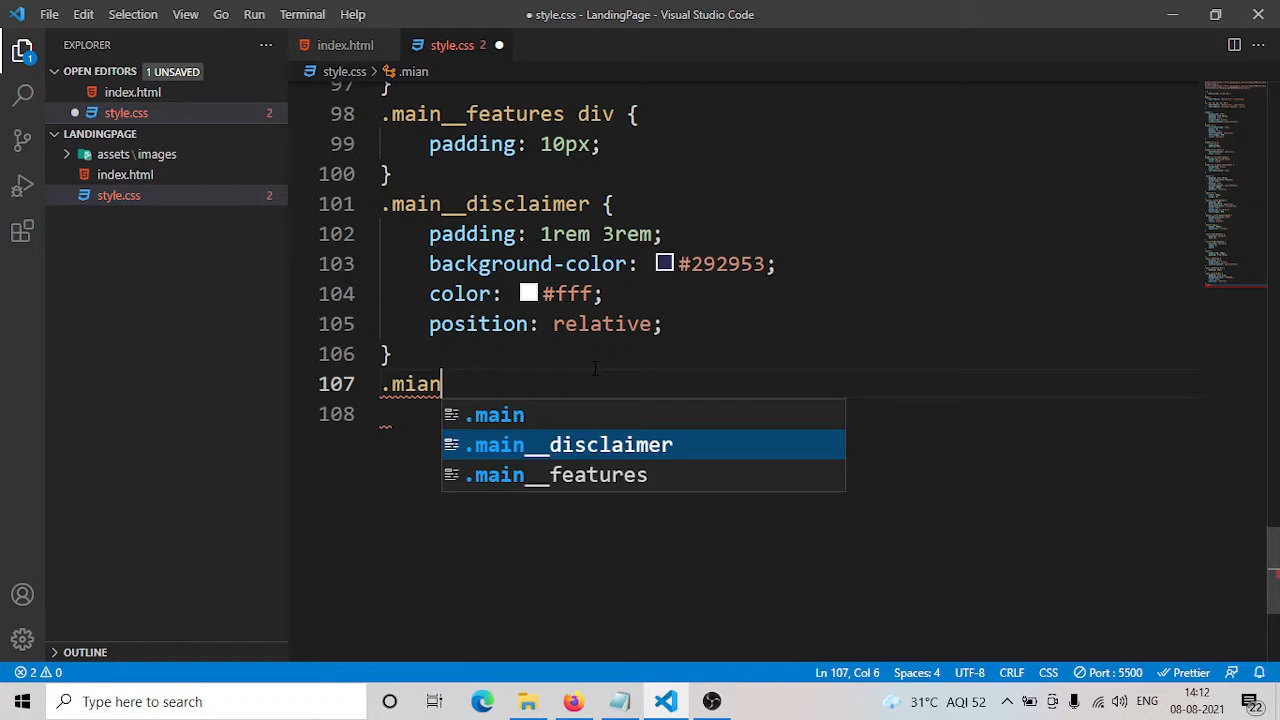 File Edit Selection View Go Run Terminal Help
● style.css - LandingPage - Visual Studio Code
EXPLORER
index.html
style.css 2
OPEN EDITORS 1 UNSAVED
style.css > .mian
index.html
style.css 2
LANDINGPAGE
assets\images
index.html
style.css 2
97 }
98 .main__features div {
99 padding: 10px;
100 }
101 .main__disclaimer {
102 padding: 1rem 3rem;
103 background-color: #292953;
104 color: #fff;
105 position: relative;
106 }
107 .mian
108
.main
.main__disclaimer
.main__features
1
OUTLINE
2 0
Ln 107, Col 6 Spaces: 4 UTF-8 CRLF CSS Port : 5500 Prettier
Type here to search
31°C AQI 52
14:12
08-08-2021
22